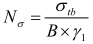 N_σ = σ_tb / (B × γ_1)